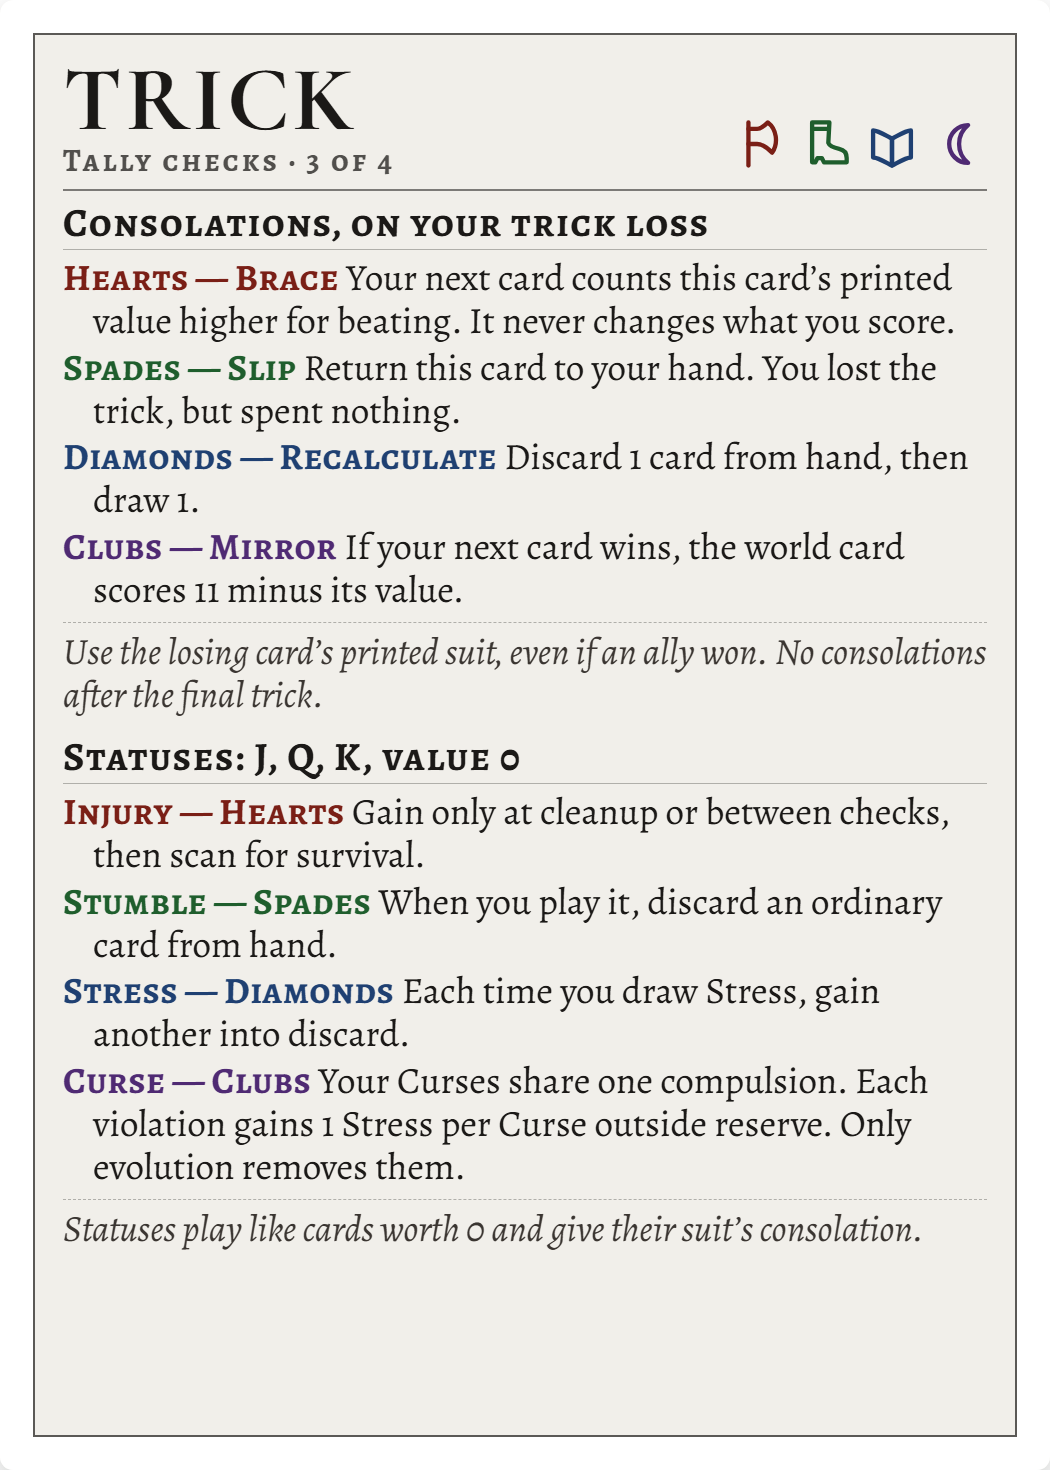 TRICK
Tally checks · 3 of 4
Consolations, on your trick loss
Hearts — Brace Your next card counts this card’s printed
value higher for beating. It never changes what you score.
Spades — Slip Return this card to your hand. You lost the
trick, but spent nothing.
Diamonds — Recalculate Discard 1 card from hand, then
draw 1.
Clubs — Mirror If your next card wins, the world card
scores 11 minus its value.
Use the losing card’s printed suit, even if an ally won. No consolations
after the final trick.
Statuses: J, Q, K, value 0
Injury — Hearts Gain only at cleanup or between checks,
then scan for survival.
Stumble — Spades When you play it, discard an ordinary
card from hand.
Stress — Diamonds Each time you draw Stress, gain
another into discard.
Curse — Clubs Your Curses share one compulsion. Each
violation gains 1 Stress per Curse outside reserve. Only
evolution removes them.
Statuses play like cards worth 0 and give their suit’s consolation.